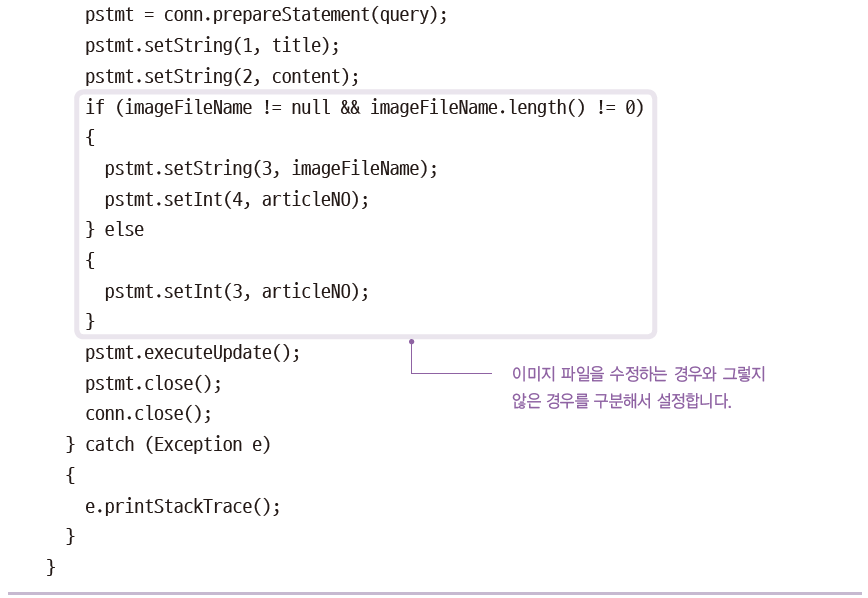 pstmt = conn.prepareStatement(query);
pstmt.setString(1, title);
pstmt.setString(2, content);
if (imageFileName != null && imageFileName.length() != 0)
{
pstmt.setString(3, imageFileName);
pstmt.setInt(4, articleNO);
} else
{
pstmt.setInt(3, articleNO);
}
pstmt.executeUpdate();
pstmt.close();
conn.close();
이미지 파일을 수정하는 경우와 그렇지
않은 경우를 구분해서 설정합니다.
} catch (Exception e)
{
e.printStackTrace();
}
}